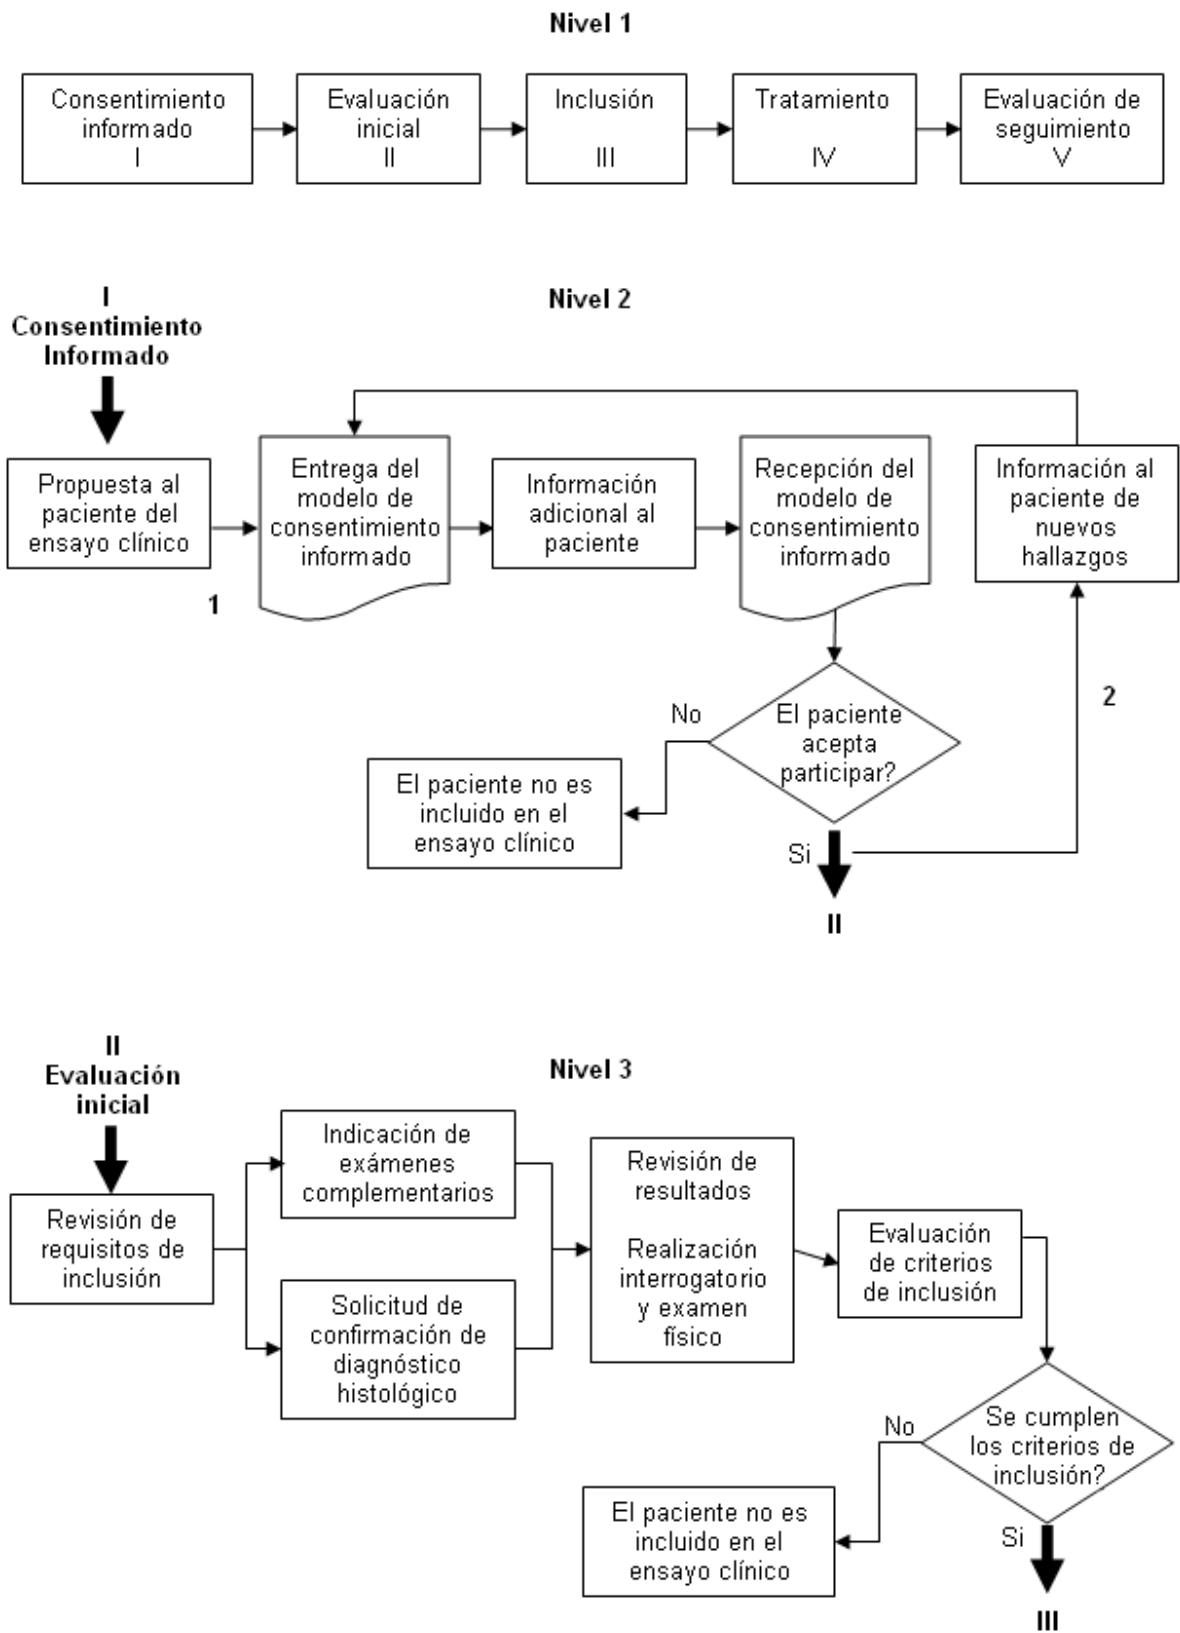 Nivel 1
Consentimiento
informado
I
Evaluación
inicial
II
Inclusión
III
Tratamiento
IV
Evaluación de
seguimiento
V
I
Consentimiento
Informado
Nivel 2
Propuesta al
paciente del
ensayo clínico
1
Entrega del
modelo de
consentimiento
informado
Información
adicional al
paciente
Recepción del
modelo de
consentimiento
informado
Información al
paciente de
nuevos
hallazgos
2
El paciente
acepta
participar?
No
El paciente no es
incluido en el
ensayo clínico
Si
II
II
Evaluación
inicial
Nivel 3
Revisión de
requisitos de
inclusión
Indicación de
exámenes
complementarios
Solicitud de
confirmación de
diagnóstico
histológico
Revisión de
resultados
Realización
interrogatorio
y examen
físico
Evaluación
de criterios
de inclusión
Se cumplen
los criterios de
inclusión?
No
El paciente no es
incluido en el
ensayo clínico
Si
III